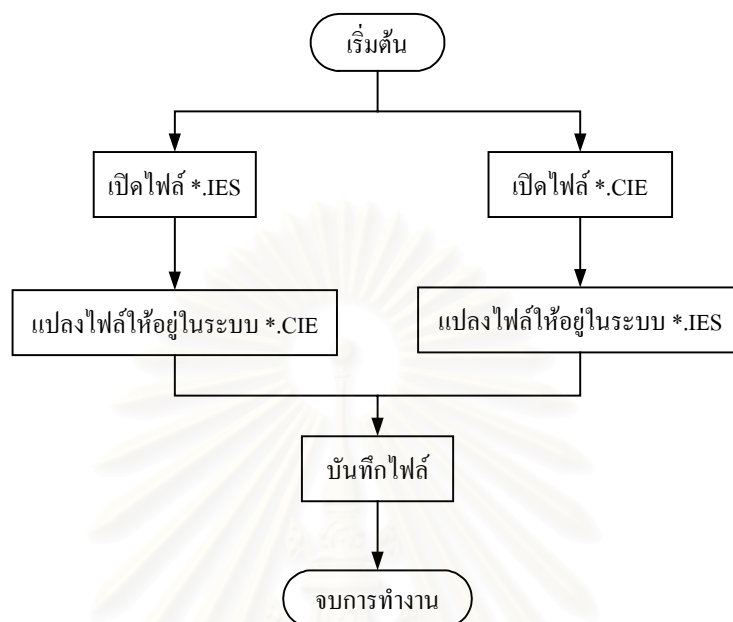 เริ่มต้น
เปิดไฟล์ *.IES
เปิดไฟล์ *.CIE
แปลงไฟล์ให้อยู่ในระบบ *.CIE
แปลงไฟล์ให้อยู่ในระบบ *.IES
บันทึกไฟล์
จบการทำงาน